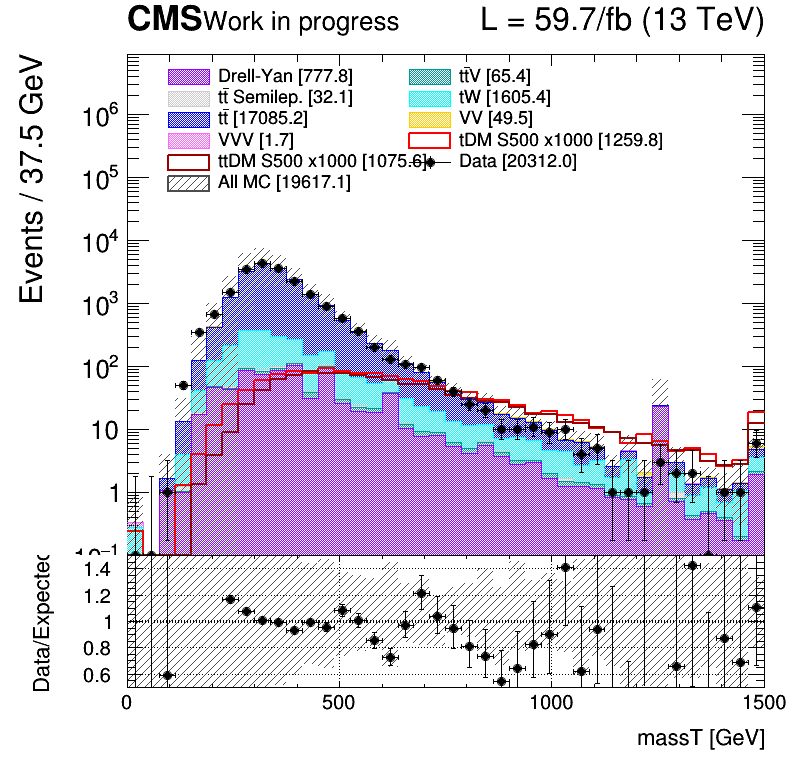 CMS Work in progress L = 59.7/fb (13 TeV)
Drell-Yan [777.8] tt̄V [65.4]
tt̄ Semilep. [32.1] tW [1605.4]
tt̄ [17085.2] VV [49.5]
VVV [1.7] tDM S500 x1000 [1259.8]
ttDM S500 x1000 [1075.6] Data [20312.0]
All MC [19617.1]
Events / 37.5 GeV
10⁶
10⁵
10⁴
10³
10²
10
1
10⁻¹
Data/Expected
1.4
1.2
1
0.8
0.6
0 500 1000 1500
massT [GeV]